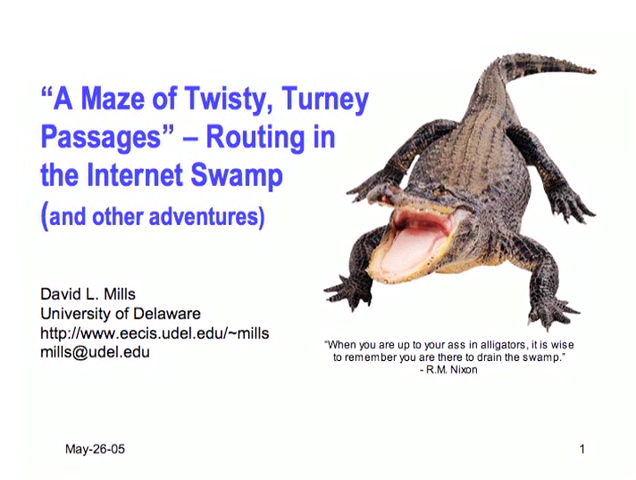 “A Maze of Twisty, Turney
Passages” – Routing in
the Internet Swamp
(and other adventures)
David L. Mills
University of Delaware
http://www.eecis.udel.edu/~mills
mills@udel.edu
“When you are up to your ass in alligators, it is wise
to remember you are there to drain the swamp.”
- R.M. Nixon
May-26-05
1